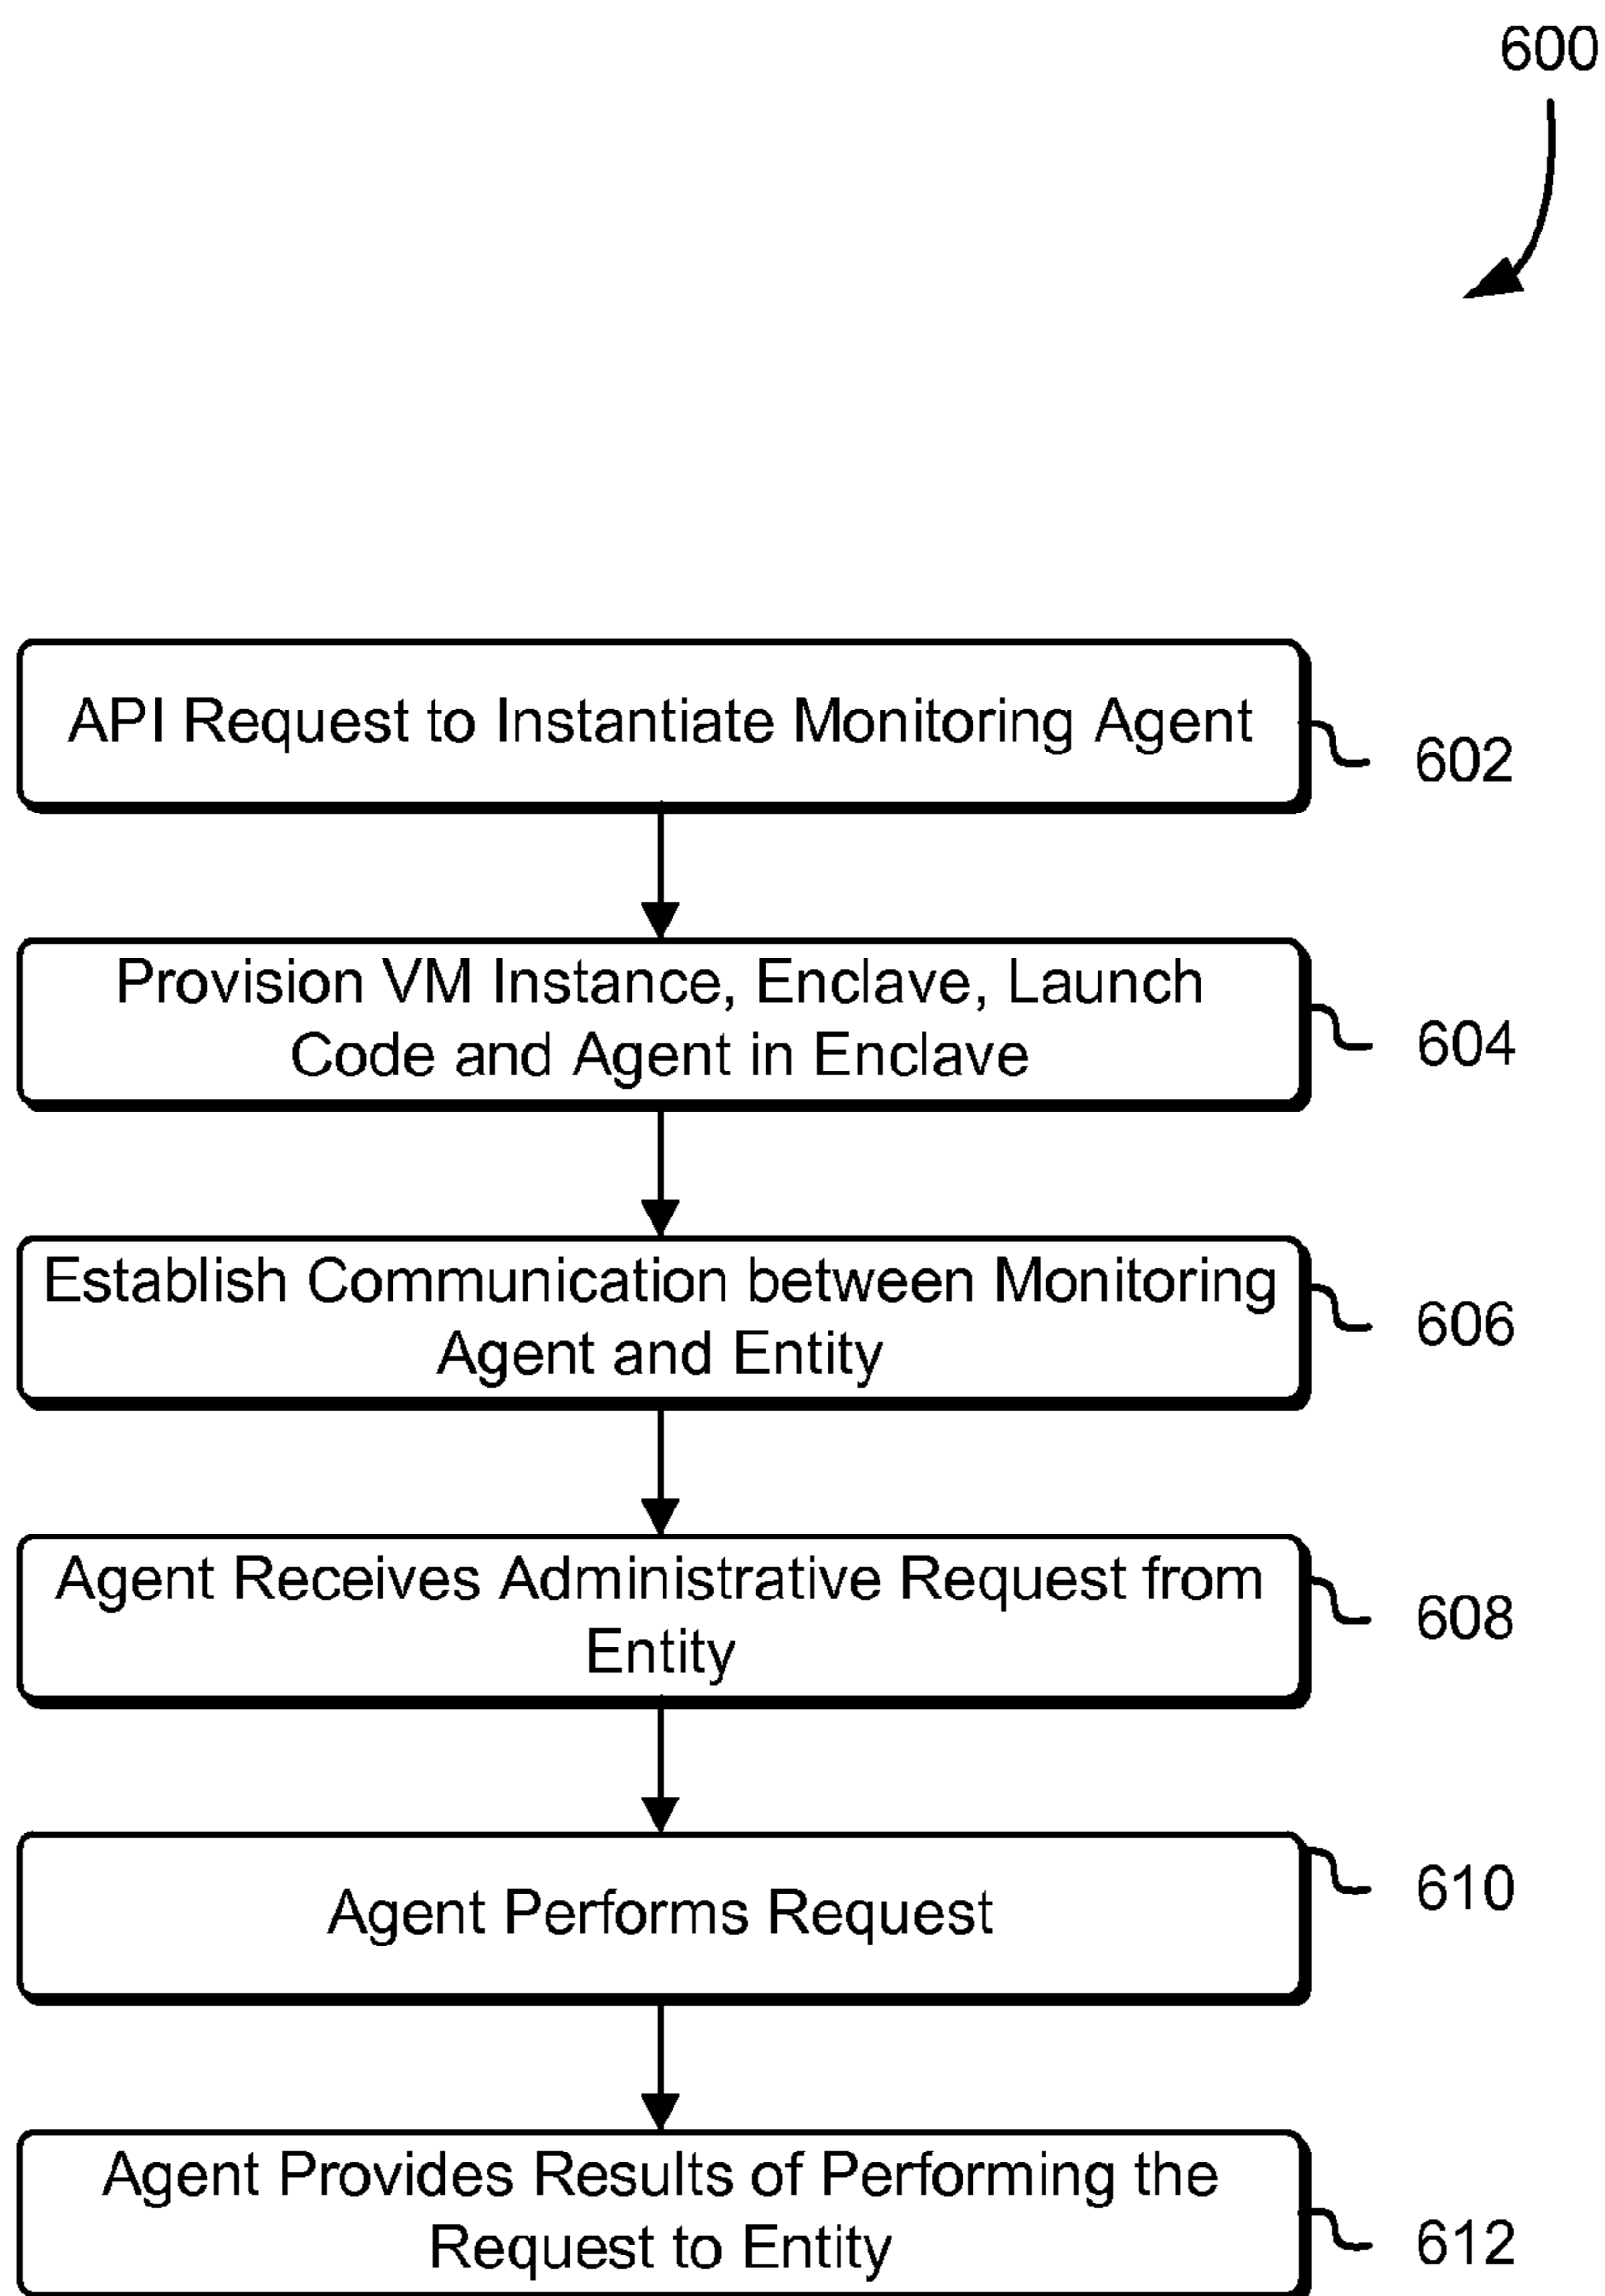 600
API Request to Instantiate Monitoring Agent
602
Provision VM Instance, Enclave, Launch
Code and Agent in Enclave
604
Establish Communication between Monitoring
Agent and Entity
606
Agent Receives Administrative Request from
Entity
608
Agent Performs Request
610
Agent Provides Results of Performing the
Request to Entity
612